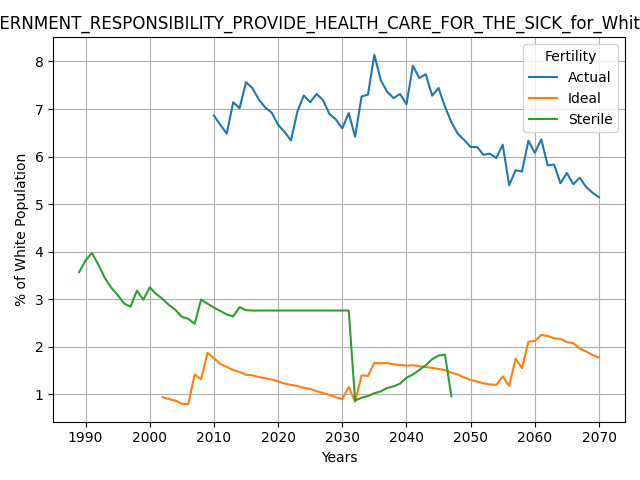 ERNMENT_RESPONSIBILITY_PROVIDE_HEALTH_CARE_FOR_THE_SICK_for_Whit
Fertility
Actual
Ideal
Sterile
% of White Population
8
7
6
5
4
3
2
1
1990 2000 2010 2020 2030 2040 2050 2060 2070
Years